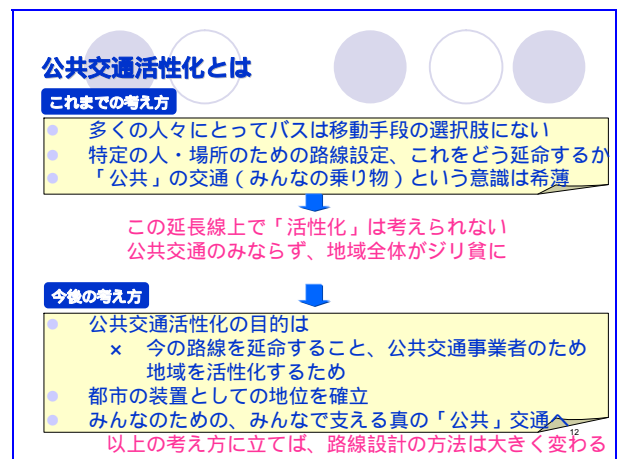 公共交通活性化とは
これまでの考え方
● 多くの人々にとってバスは移動手段の選択肢にない
● 特定の人・場所のための路線設定、これをどう延命するか
● 「公共」の交通(みんなの乗り物)という意識は希薄
この延長線上で「活性化」は考えられない
公共交通のみならず、地域全体がジリ貧に
今後の考え方
● 公共交通活性化の目的は
× 今の路線を延命すること、公共交通事業者のため
地域を活性化するため
● 都市の装置としての地位を確立
● みんなのための、みんなで支える真の「公共」交通へ
12
以上の考え方に立てば、路線設計の方法は大きく変わる